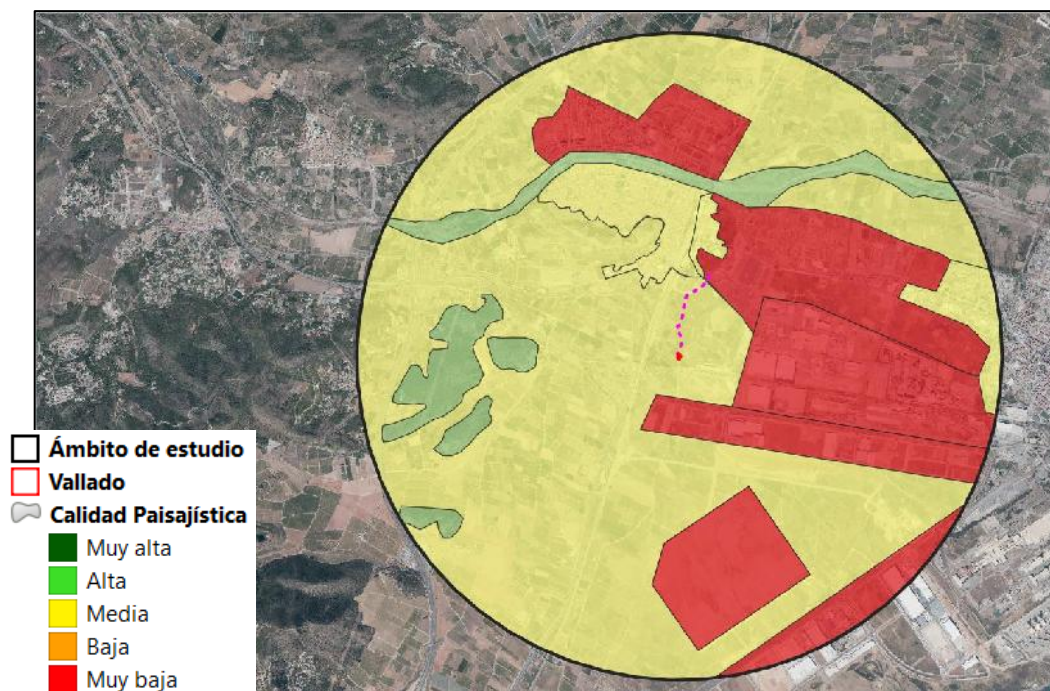 Ámbito de estudio
Vallado
Calidad Paisajística
Muy alta
Alta
Media
Baja
Muy baja